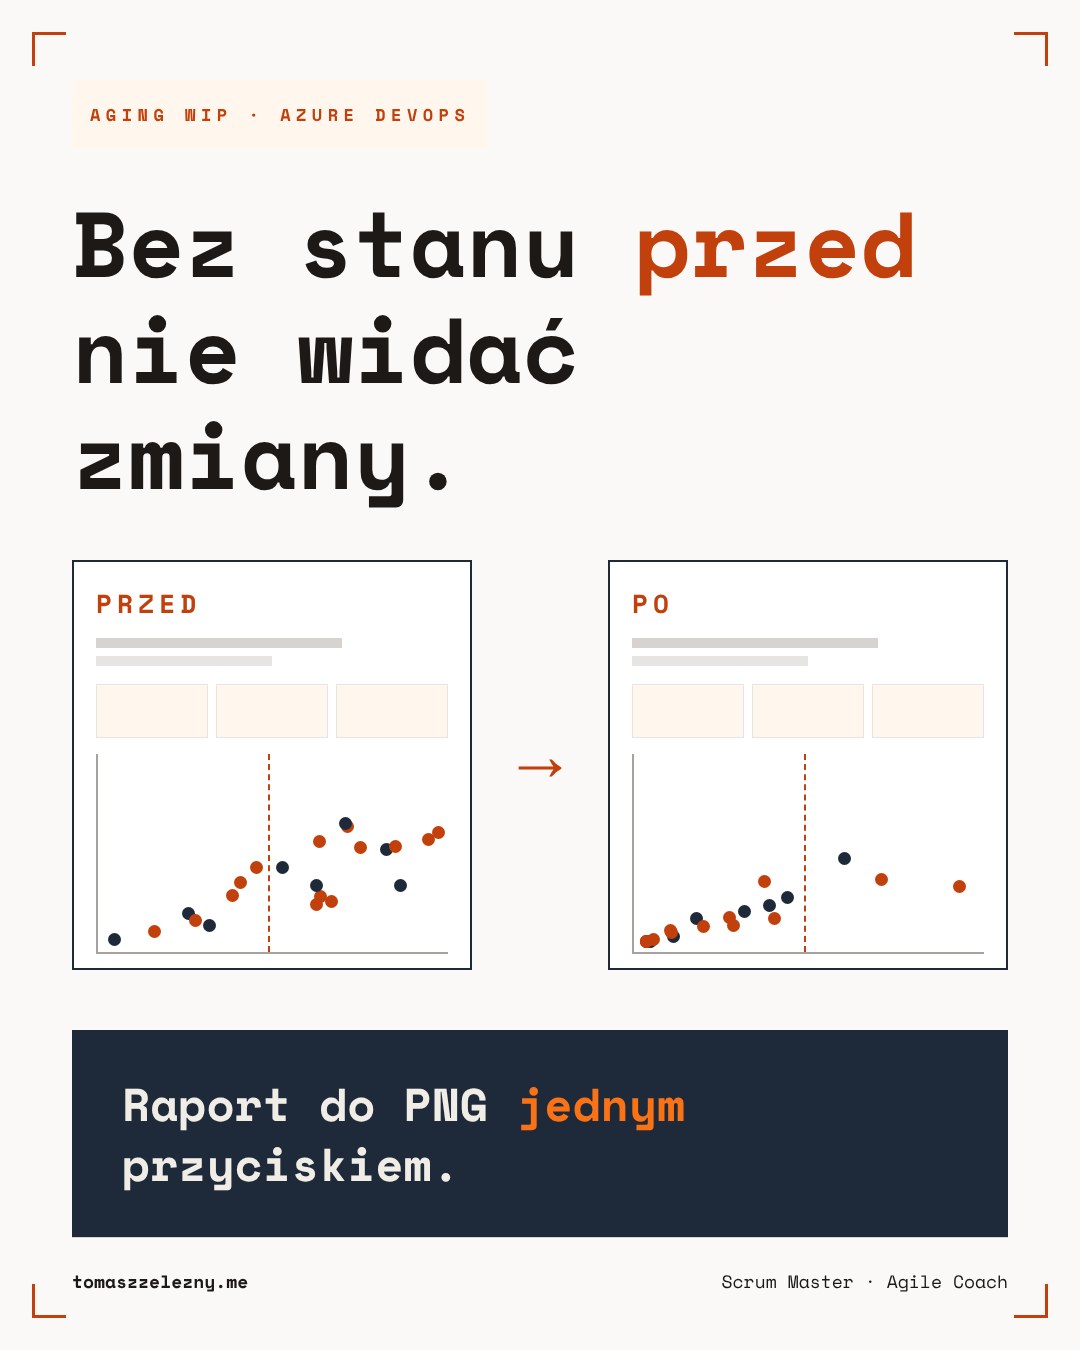 AGING WIP · AZURE DEVOPS
Bez stanu przed
nie widać
zmiany.
PRZED
PO
→
Raport do PNG jednym
przyciskiem.
tomaszzelezny.me
Scrum Master · Agile Coach